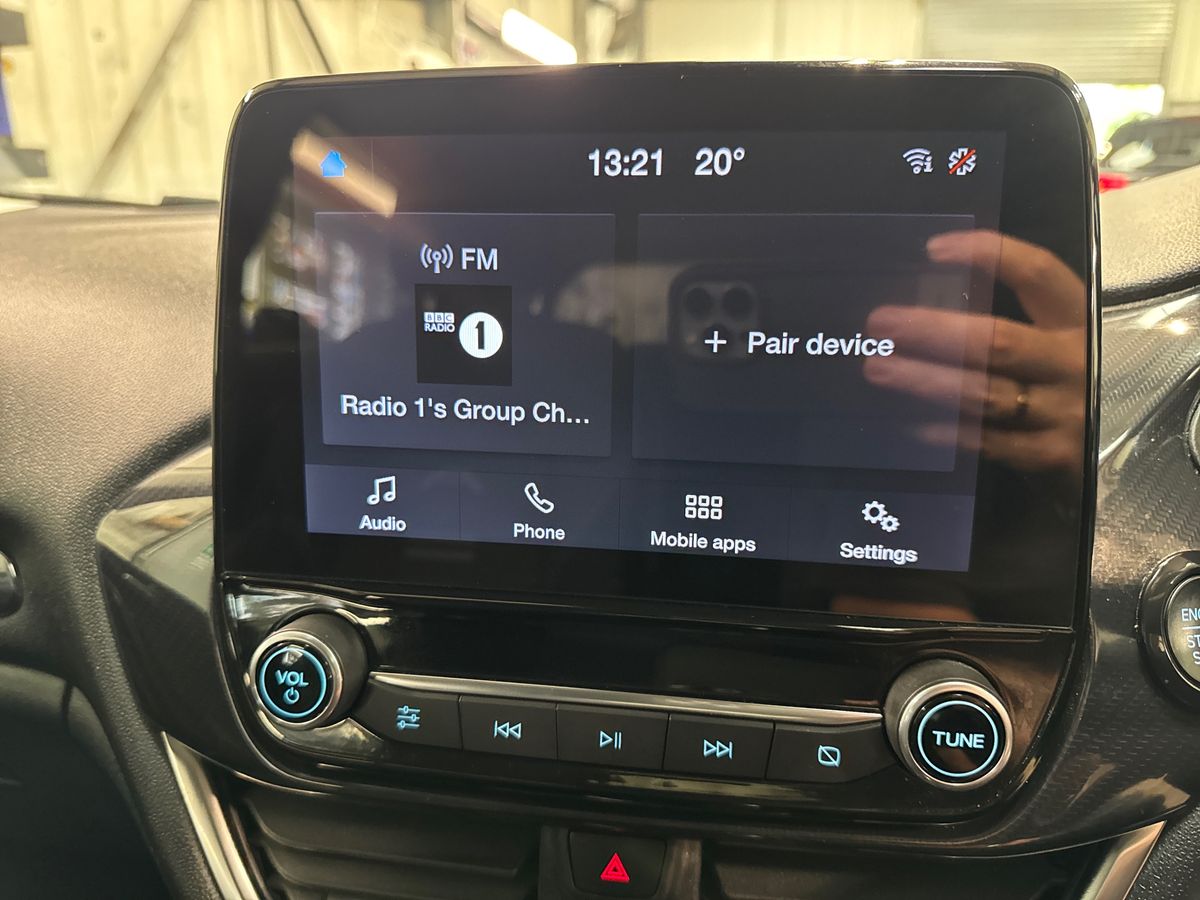 13:21 20°
FM
BBC
RADIO 1
Radio 1's Group Ch...
+ Pair device
Audio
Phone
Mobile apps
Settings
VOL
TUNE